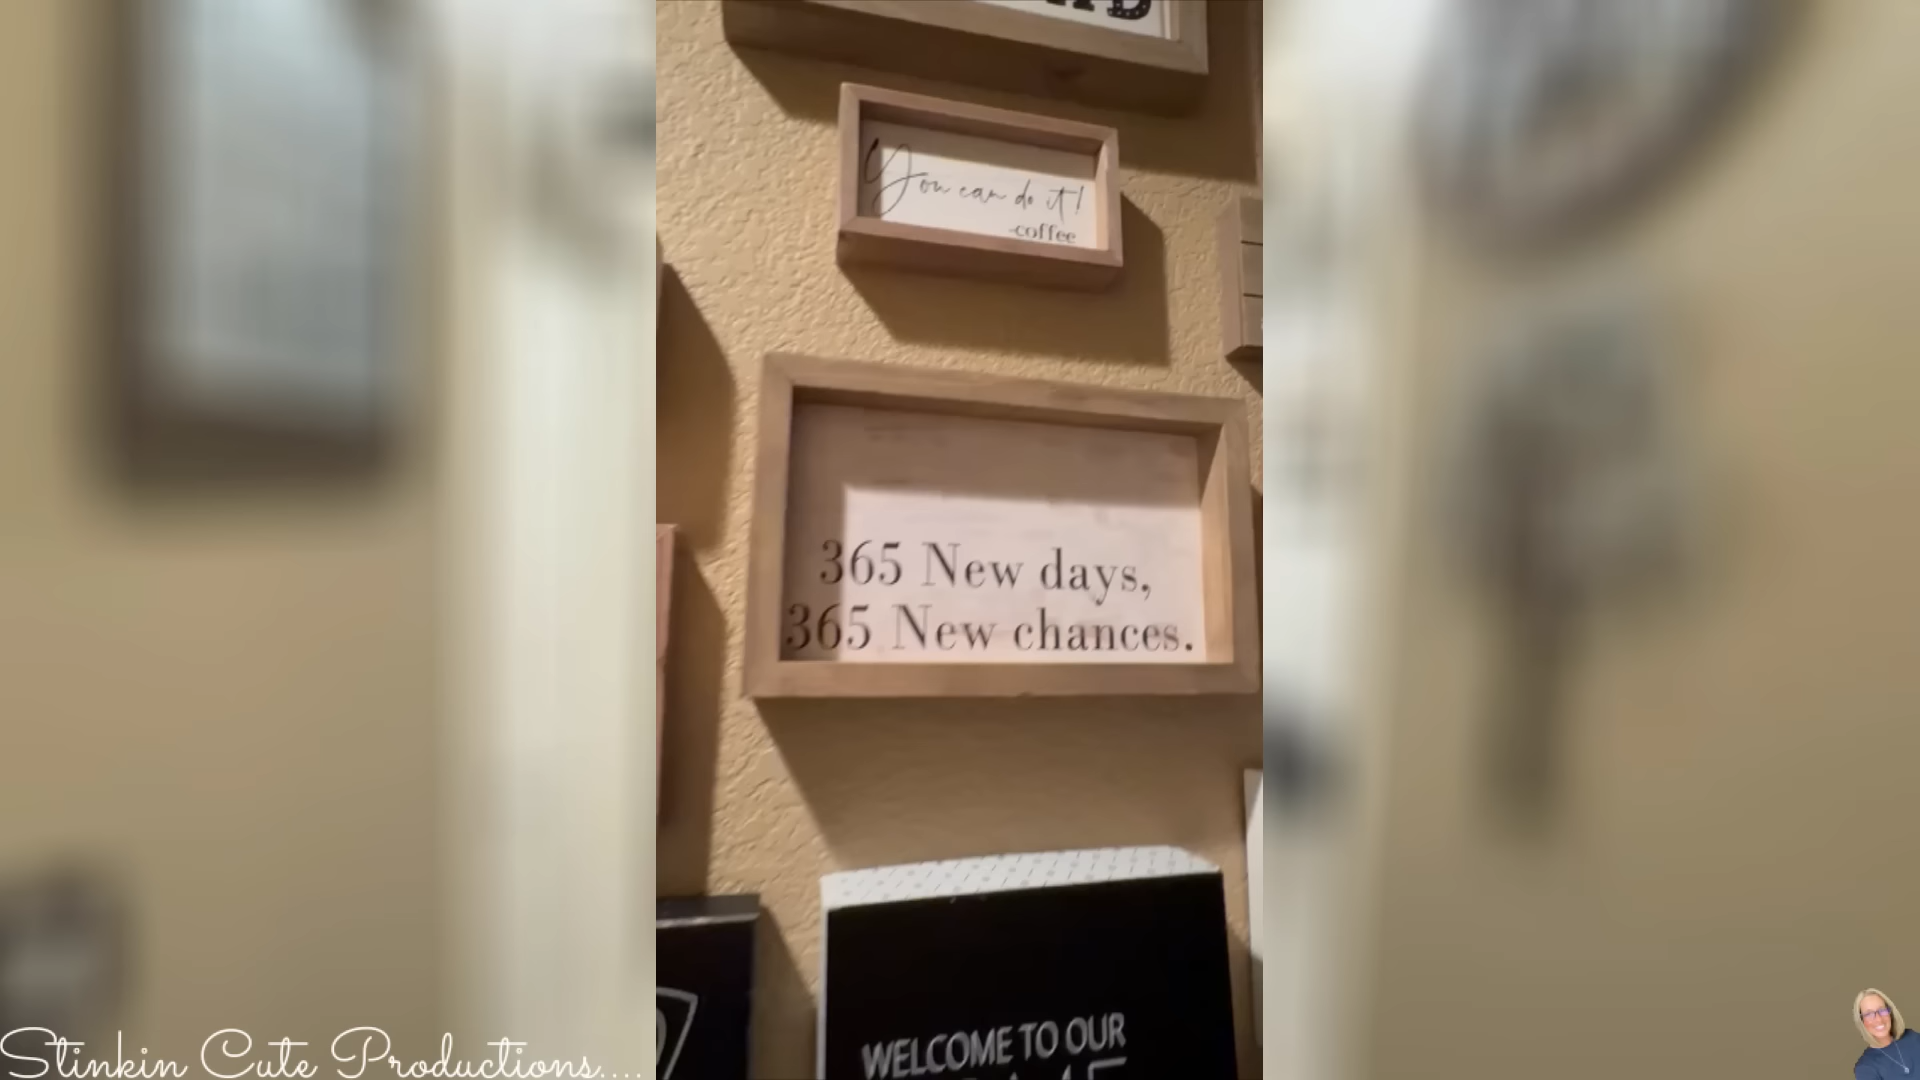 You can do it!
-coffee
365 New days,
365 New chances.
WELCOME TO OUR
Stinkin Cute Productions....